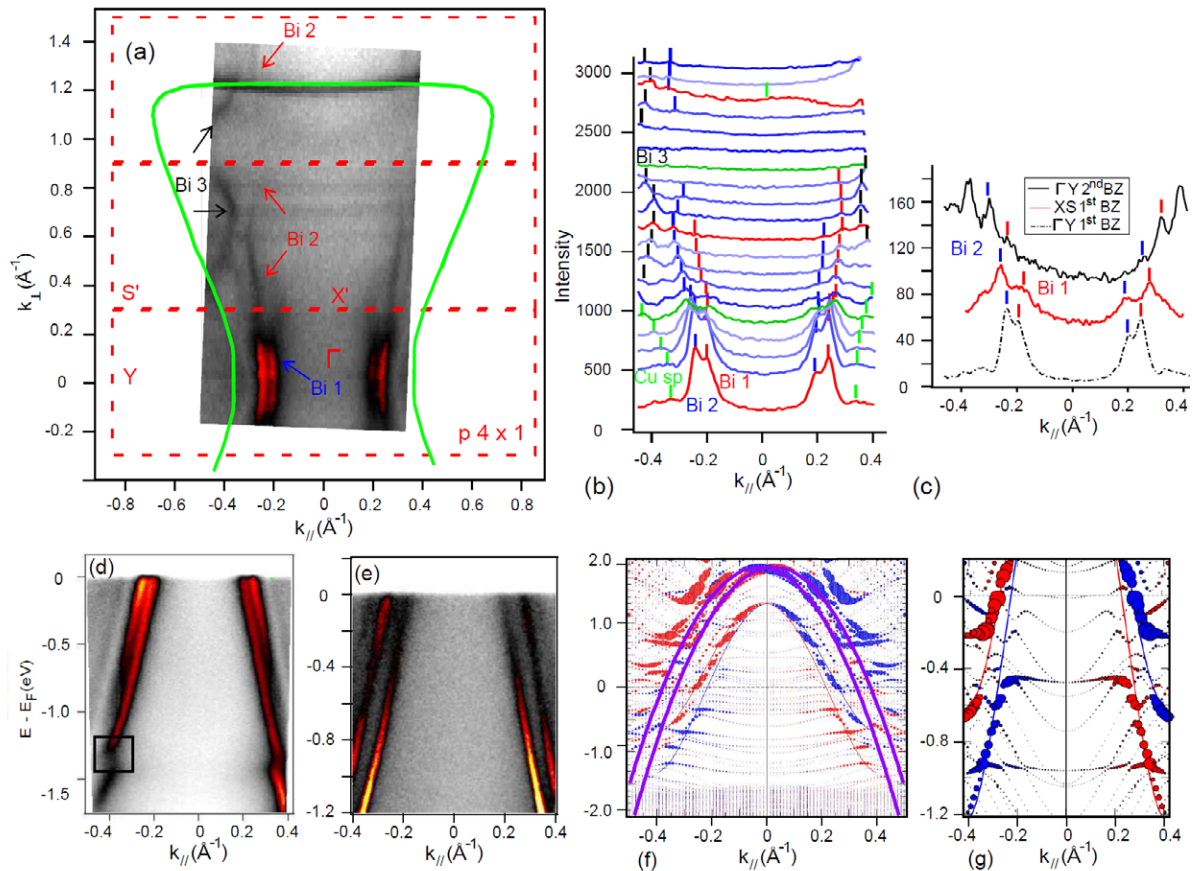 (a)
Bi 2
Bi 3
Bi 2
S'
X'
Y
Γ
Bi 1
p 4 x 1
k⊥(Å⁻¹)
1.4
1.2
1.0
0.8
0.6
0.4
0.2
0
-0.2
-0.8 -0.6 -0.4 -0.2 0 0.2 0.4 0.6 0.8
k//(Å⁻¹)
Intensity
3000
2500
2000
1500
1000
500
0
Bi 3
Cu sp
Bi 1
Bi 2
-0.4 -0.2 0 0.2 0.4
k//(Å⁻¹)
(b)
ΓY 2ⁿᵈBZ
XS 1ˢᵗ BZ
ΓY 1ˢᵗ BZ
160
120
80
40
0
Bi 2
Bi 1
-0.4 -0.2 0 0.2 0.4
k//(Å⁻¹)
(c)
(d)
E - E_F(eV)
0
-0.5
-1.0
-1.5
-0.4 -0.2 0 0.2 0.4
k//(Å⁻¹)
(e)
0
-0.4
-0.8
-1.2
-0.4 -0.2 0 0.2 0.4
k//(Å⁻¹)
2.0
1.0
0
-1.0
-2.0
-0.4 -0.2 0 0.2 0.4
(f)
k//(Å⁻¹)
0
-0.4
-0.8
-1.2
-0.4 -0.2 0 0.2 0.4
(g)
k//(Å⁻¹)